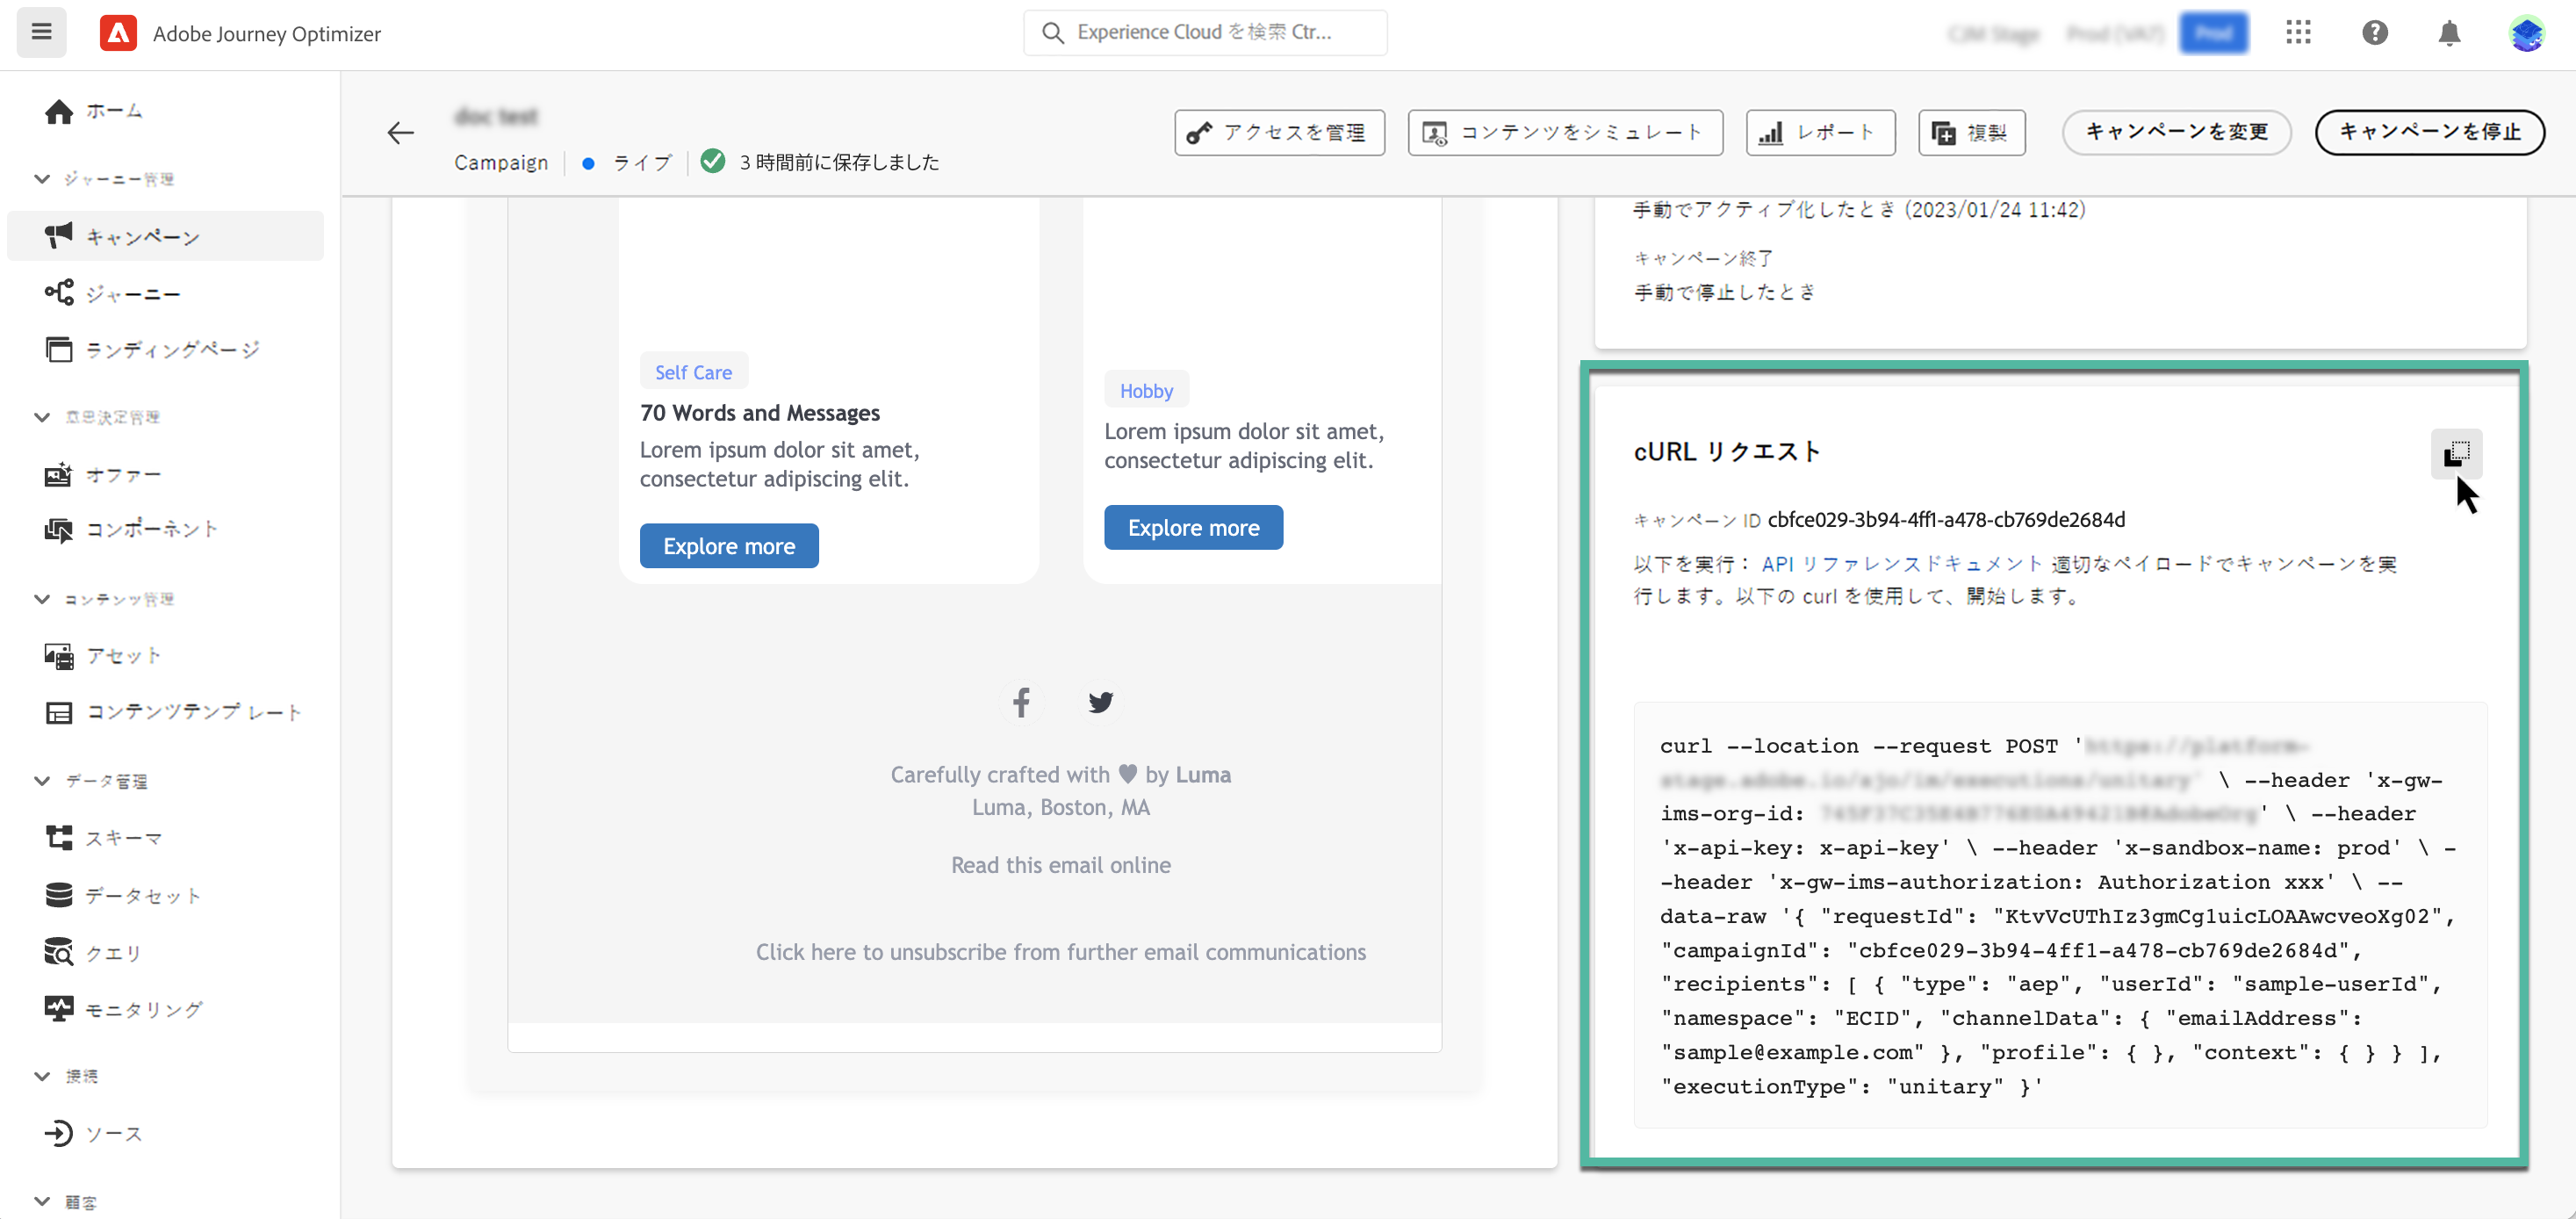 Adobe Journey Optimizer
Experience Cloud を検索 Ctr...
ホーム
ジャーニー管理
キャンペーン
ジャーニー
ランディングページ
意思決定管理
オファー
コンポーネント
コンテンツ管理
アセット
コンテンツテンプレート
データ管理
スキーマ
データセット
クエリ
モニタリング
接続
ソース
顧客
doc test
Campaign
ライブ
3 時間前に保存しました
アクセスを管理
コンテンツをシミュレート
レポート
複製
キャンペーンを変更
キャンペーンを停止
Self Care
70 Words and Messages
Lorem ipsum dolor sit amet,
consectetur adipiscing elit.
Explore more
Hobby
Lorem ipsum dolor sit amet,
consectetur adipiscing elit.
Explore more
Carefully crafted with ♥ by Luma
Luma, Boston, MA
Read this email online
Click here to unsubscribe from further email communications
手動でアクティブ化したとき (2023/01/24 11:42)
キャンペーン終了
手動で停止したとき
cURL リクエスト
キャンペーン ID cbfce029-3b94-4ff1-a478-cb769de2684d
以下を実行： API リファレンスドキュメント 適切なペイロードでキャンペーンを実
行します。以下の curl を使用して、開始します。
curl --location --request POST '
\ --header 'x-gw-
ims-org-id: ' \ --header
'x-api-key: x-api-key' \ --header 'x-sandbox-name: prod' \ -
-header 'x-gw-ims-authorization: Authorization xxx' \ --
data-raw '{ "requestId": "KtvVcUThIz3gmCg1uicLOAAwcveoXg02",
"campaignId": "cbfce029-3b94-4ff1-a478-cb769de2684d",
"recipients": [ { "type": "aep", "userId": "sample-userId",
"namespace": "ECID", "channelData": { "emailAddress":
"sample@example.com" }, "profile": { }, "context": { } } ],
"executionType": "unitary" }'